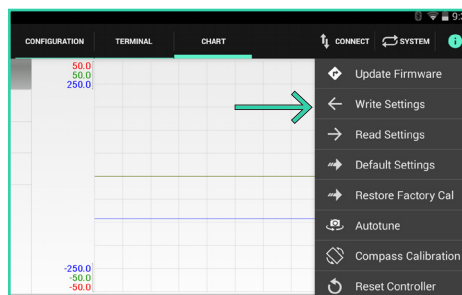 9:
CONFIGURATION TERMINAL CHART CONNECT SYSTEM i
50.0
50.0
250.0
Update Firmware
Write Settings
Read Settings
Default Settings
Restore Factory Cal
Autotune
Compass Calibration
Reset Controller
-250.0
-50.0
-50.0